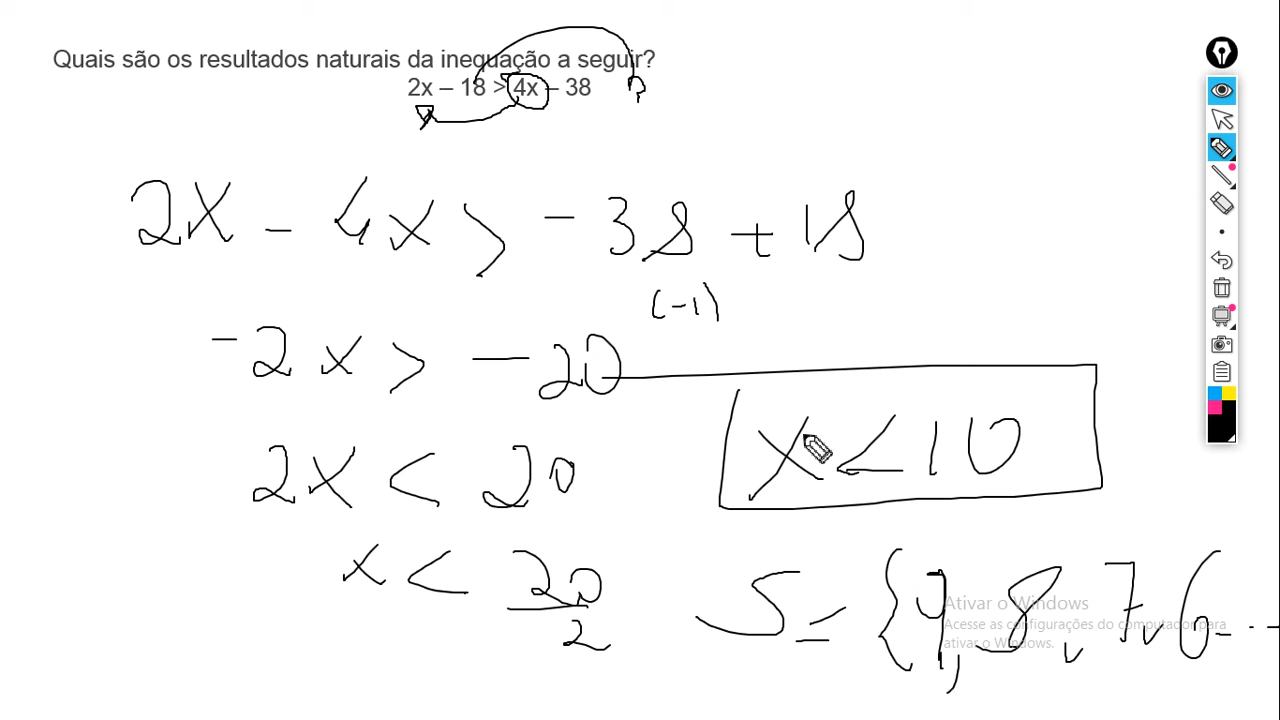 Quais são os resultados naturais da inequação a seguir?
2x – 18 > 4x – 38
2x - 4x > - 38 + 18
(-1)
- 2x > - 20
x < 10
2x < 20
x < 20/2
S = {9, 8, 7, 6 - - -
Ativar o Windows
Acesse as configurações do computador para
ativar o Windows.